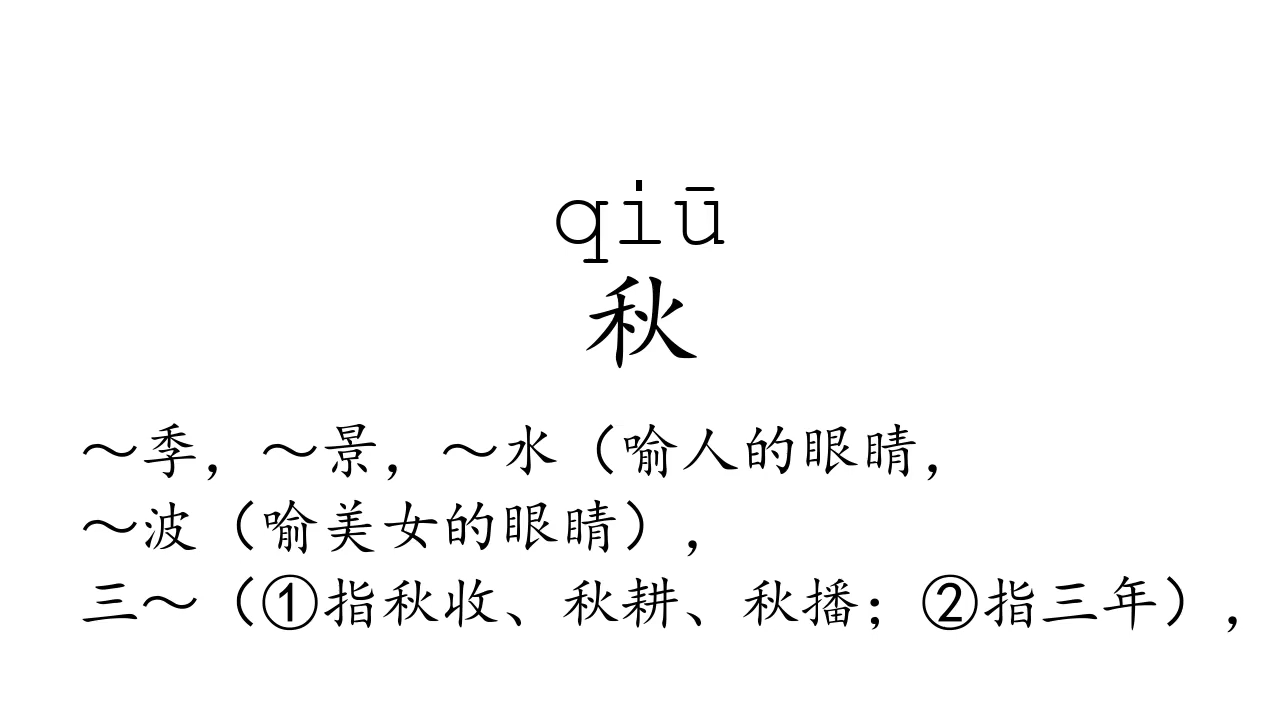 qiū
秋
～季，～景，～水（喻人的眼睛，
～波（喻美女的眼睛），
三～（①指秋收、秋耕、秋播；②指三年），